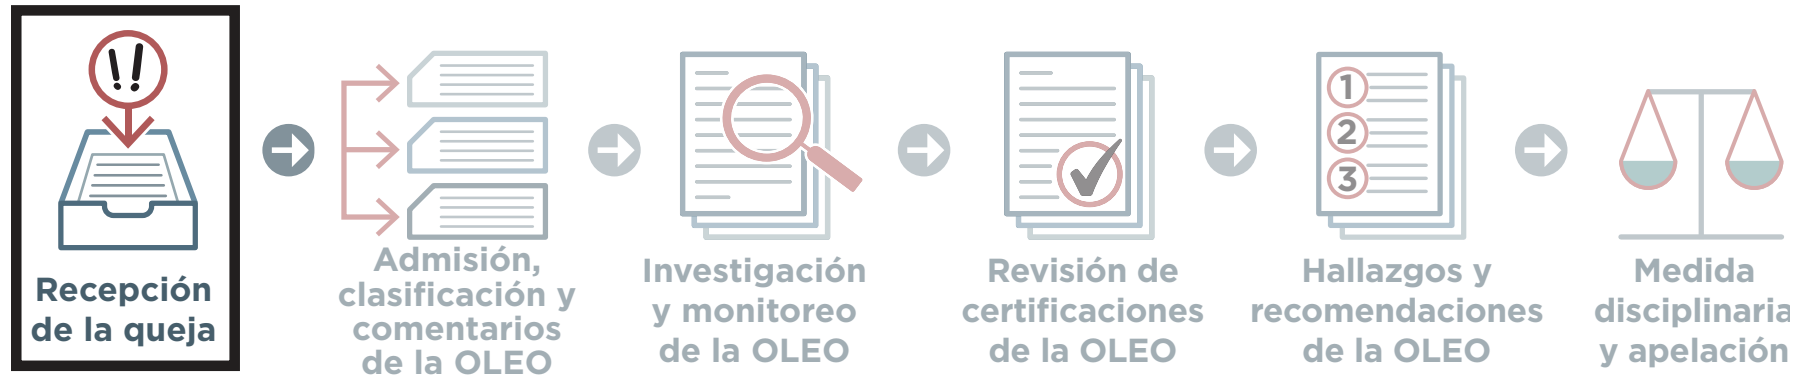 !!
Recepción
de la queja
Admisión,
clasificación y
comentarios
de la OLEO
Investigación
y monitoreo
de la OLEO
Revisión de
certificaciones
de la OLEO
1
2
3
Hallazgos y
recomendaciones
de la OLEO
Medida
disciplinaria
y apelación